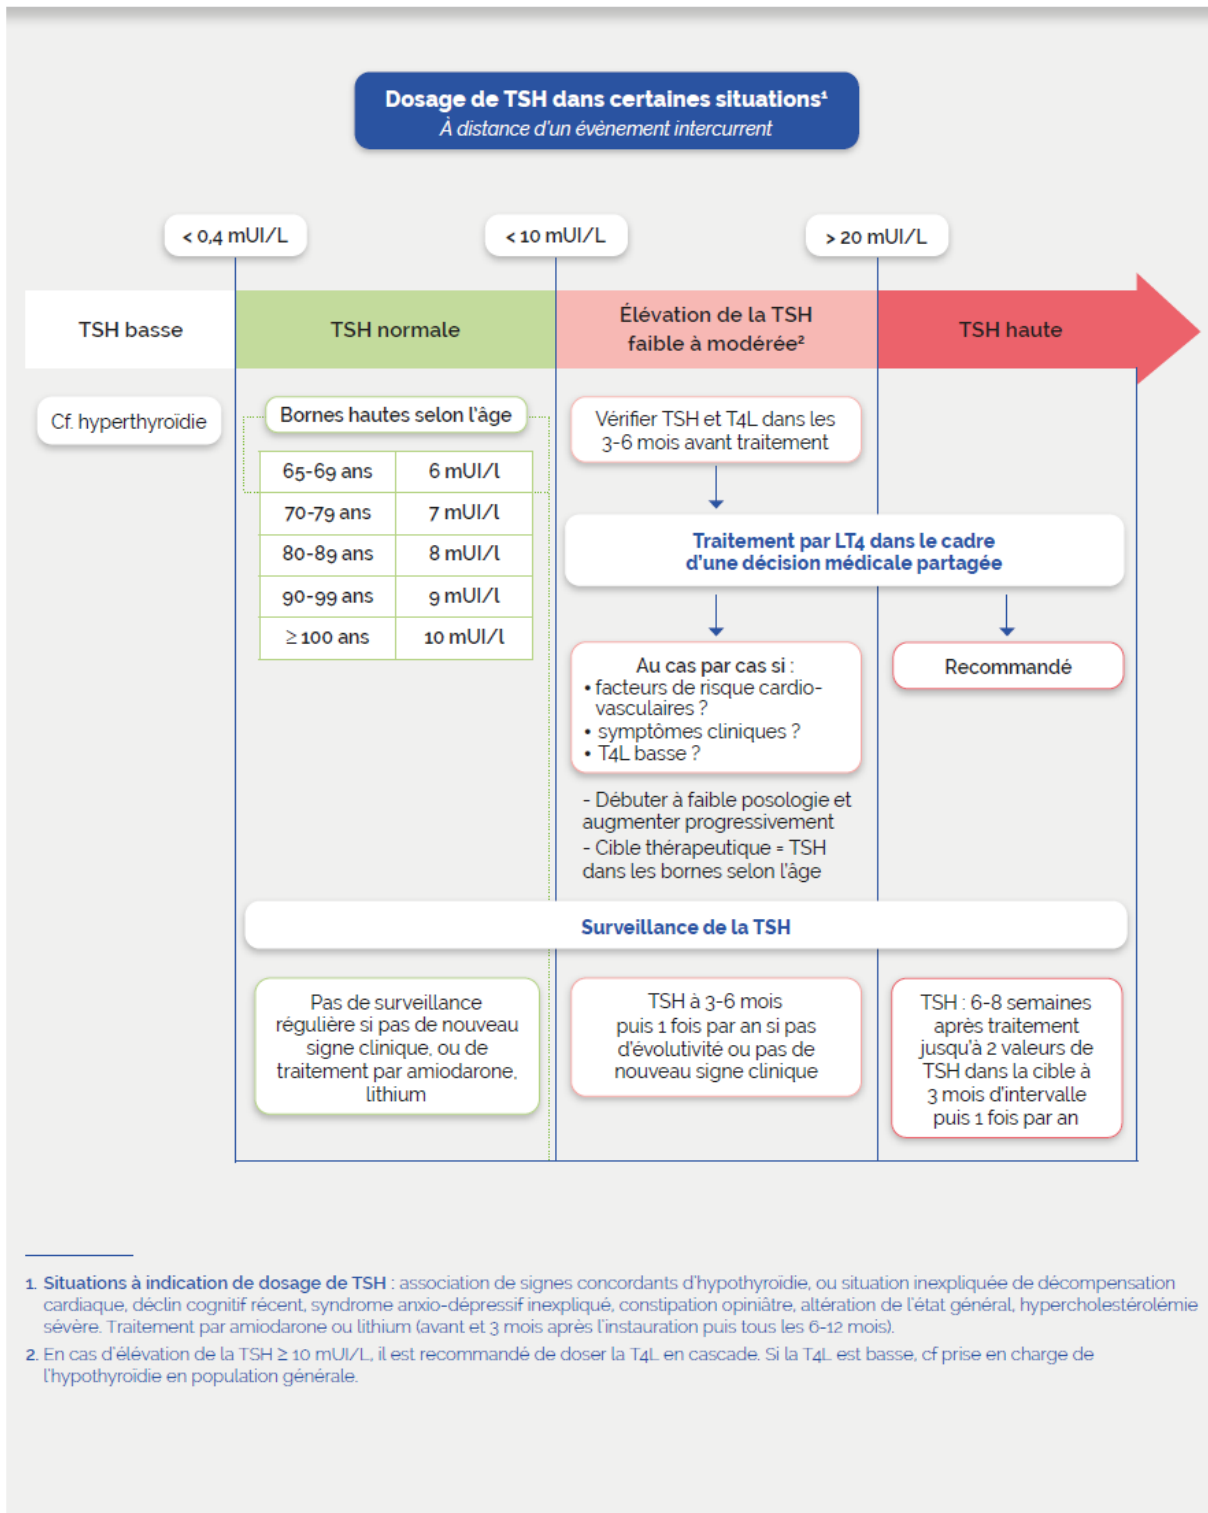 Dosage de TSH dans certaines situations¹
À distance d'un évènement intercurrent
< 0,4 mUI/L
< 10 mUI/L
> 20 mUI/L
TSH basse
TSH normale
Élévation de la TSH
faible à modérée²
TSH haute
Cf. hyperthyroïdie
Bornes hautes selon l'âge
65-69 ans 6 mUI/l
70-79 ans 7 mUI/l
80-89 ans 8 mUI/l
90-99 ans 9 mUI/l
≥ 100 ans 10 mUI/l
Vérifier TSH et T4L dans les
3-6 mois avant traitement
Traitement par LT4 dans le cadre
d'une décision médicale partagée
Au cas par cas si :
• facteurs de risque cardio-
vasculaires ?
• symptômes cliniques ?
• T4L basse ?
Recommandé
- Débuter à faible posologie et
augmenter progressivement
- Cible thérapeutique = TSH
dans les bornes selon l'âge
Surveillance de la TSH
Pas de surveillance
régulière si pas de nouveau
signe clinique, ou de
traitement par amiodarone,
lithium
TSH à 3-6 mois
puis 1 fois par an si pas
d'évolutivité ou pas de
nouveau signe clinique
TSH : 6-8 semaines
après traitement
jusqu'à 2 valeurs de
TSH dans la cible à
3 mois d'intervalle
puis 1 fois par an
1. Situations à indication de dosage de TSH : association de signes concordants d'hypothyroïdie, ou situation inexpliquée de décompensation
cardiaque, déclin cognitif récent, syndrome anxio-dépressif inexpliqué, constipation opiniâtre, altération de l'état général, hypercholestérolémie
sévère. Traitement par amiodarone ou lithium (avant et 3 mois après l'instauration puis tous les 6-12 mois).
2. En cas d'élévation de la TSH ≥ 10 mUI/L, il est recommandé de doser la T4L en cascade. Si la T4L est basse, cf prise en charge de
l'hypothyroïdie en population générale.